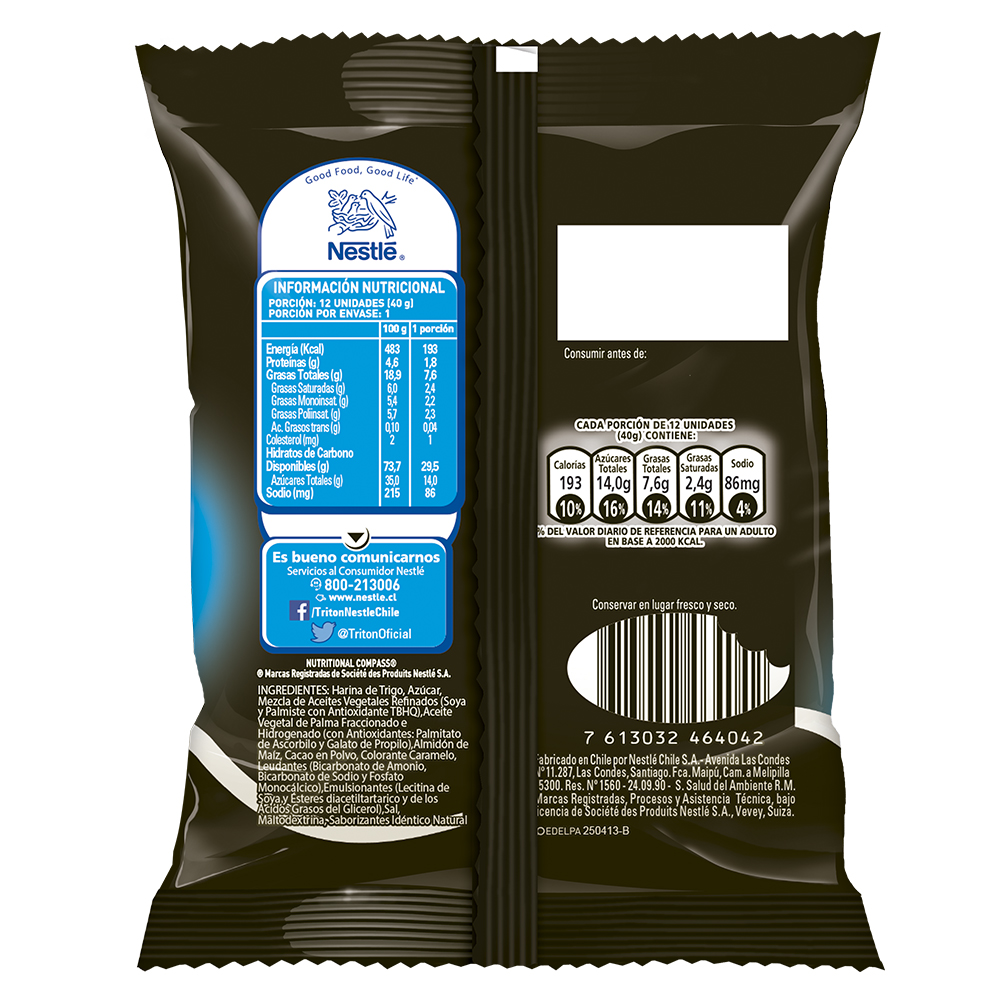 Good Food, Good Life*
Nestlé®
INFORMACIÓN NUTRICIONAL
PORCIÓN: 12 UNIDADES (40 g)
PORCIÓN POR ENVASE: 1
100 g 1 porción
Energía (Kcal) 483 193
Proteínas (g) 4,6 1,8
Grasas Totales (g) 18,9 7,6
Grasas Saturadas (g) 6,0 2,4
Grasas Monoinsat. (g) 5,4 2,2
Grasas Poliinsat. (g) 5,7 2,3
Ac. Grasos trans (g) 0,10 0,04
Colesterol (mg) 2 1
Hidratos de Carbono
Disponibles (g) 73,7 29,5
Azúcares Totales (g) 35,0 14,0
Sodio (mg) 215 86
Es bueno comunicarnos
Servicios al Consumidor Nestlé
800-213006
www.nestle.cl
f /TritonNestleChile
@TritonOficial
NUTRITIONAL COMPASS®
® Marcas Registradas de Société des Produits Nestlé S.A.
INGREDIENTES: Harina de Trigo, Azúcar,
Mezcla de Aceites Vegetales Refinados (Soya
y Palmiste con Antioxidante TBHQ),Aceite
Vegetal de Palma Fraccionado e
Hidrogenado (con Antioxidantes: Palmitato
de Ascorbilo y Galato de Propilo),Almidón de
Maíz, Cacao en Polvo, Colorante Caramelo,
Leudantes (Bicarbonato de Amonio,
Bicarbonato de Sodio y Fosfato
Monocálcico),Emulsionantes (Lecitina de
Soya,y Ésteres diacetiltartarico y de los
Ácidos Grasos del Glicerol),Sal,
Maltodextrina, Saborizantes Idéntico Natural
Consumir antes de:
CADA PORCIÓN DE 12 UNIDADES
(40g) CONTIENE:
Calorías 193 10%
Azúcares Totales 14,0g 16%
Grasas Totales 7,6g 14%
Grasas Saturadas 2,4g 11%
Sodio 86mg 4%
% DEL VALOR DIARIO DE REFERENCIA PARA UN ADULTO
EN BASE A 2000 KCAL.
Conservar en lugar fresco y seco.
7 613032 464042
Fabricado en Chile por Nestlé Chile S.A.- Avenida Las Condes
N° 11.287, Las Condes, Santiago. Fca. Maipú, Cam. a Melipilla
5300. Res. N° 1560 - 24.09.90 - S. Salud del Ambiente R.M.
Marcas Registradas, Procesos y Asistencia Técnica, bajo
licencia de Société des Produits Nestlé S.A., Vevey, Suiza.
EDELPA 250413-B